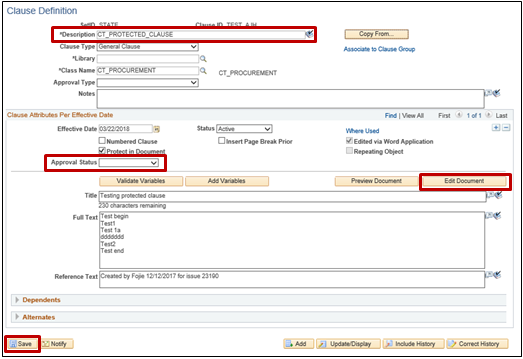 Clause Definition
SetID STATE Clause ID TEST_AJH
*Description CT_PROTECTED_CLAUSE Copy From...
Clause Type General Clause Associate to Clause Group
*Library
*Class Name CT_PROCUREMENT CT_PROCUREMENT
Approval Type
Notes
Clause Attributes Per Effective Date Find | View All First 1 of 1 Last
Effective Date 03/22/2018 Status Active Where Used
Numbered Clause Insert Page Break Prior Edited via Word Application
Protect in Document Repeating Object
Approval Status
Validate Variables Add Variables Preview Document Edit Document
Title Testing protected clause
230 characters remaining
Full Text Test begin
Test1
Test 1a
ddddddd
Test2
Test end
Reference Text Created by Fojie 12/12/2017 for issue 23190
Dependents
Alternates
Save Notify Add Update/Display Include History Correct History